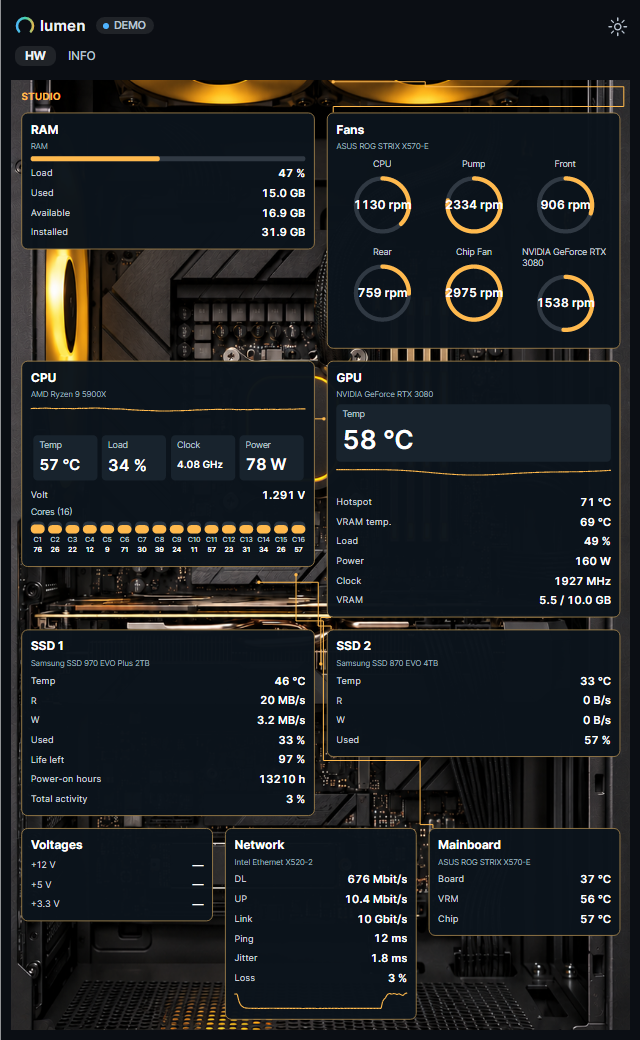 lumen
DEMO
HW INFO
STUDIO
RAM
RAM
Load 47 %
Used 15.0 GB
Available 16.9 GB
Installed 31.9 GB
Fans
ASUS ROG STRIX X570-E
CPU Pump Front
1130 rpm 2334 rpm 906 rpm
Rear Chip Fan NVIDIA GeForce RTX
3080
759 rpm 2975 rpm 1538 rpm
CPU
AMD Ryzen 9 5900X
Temp Load Clock Power
57 °C 34 % 4.08 GHz 78 W
Volt 1.291 V
Cores (16)
C1 C2 C3 C4 C5 C6 C7 C8 C9 C10 C11 C12 C13 C14 C15 C16
76 26 22 12 9 71 30 39 24 11 57 23 31 34 26 57
GPU
NVIDIA GeForce RTX 3080
Temp
58 °C
Hotspot 71 °C
VRAM temp. 69 °C
Load 49 %
Power 160 W
Clock 1927 MHz
VRAM 5.5 / 10.0 GB
SSD 1
Samsung SSD 970 EVO Plus 2TB
Temp 46 °C
R 20 MB/s
W 3.2 MB/s
Used 33 %
Life left 97 %
Power-on hours 13210 h
Total activity 3 %
SSD 2
Samsung SSD 870 EVO 4TB
Temp 33 °C
R 0 B/s
W 0 B/s
Used 57 %
Voltages
+12 V —
+5 V —
+3.3 V —
Network
Intel Ethernet X520-2
DL 676 Mbit/s
UP 10.4 Mbit/s
Link 10 Gbit/s
Ping 12 ms
Jitter 1.8 ms
Loss 3 %
Mainboard
ASUS ROG STRIX X570-E
Board 37 °C
VRM 56 °C
Chip 57 °C